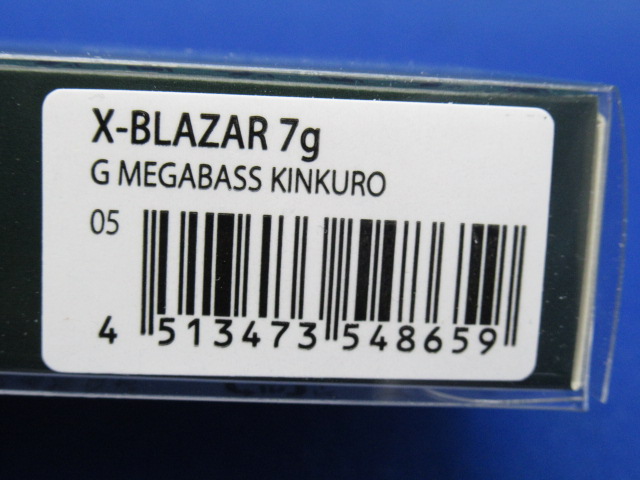 X-BLAZAR 7g
G MEGABASS KINKURO
05
4 513473 548659